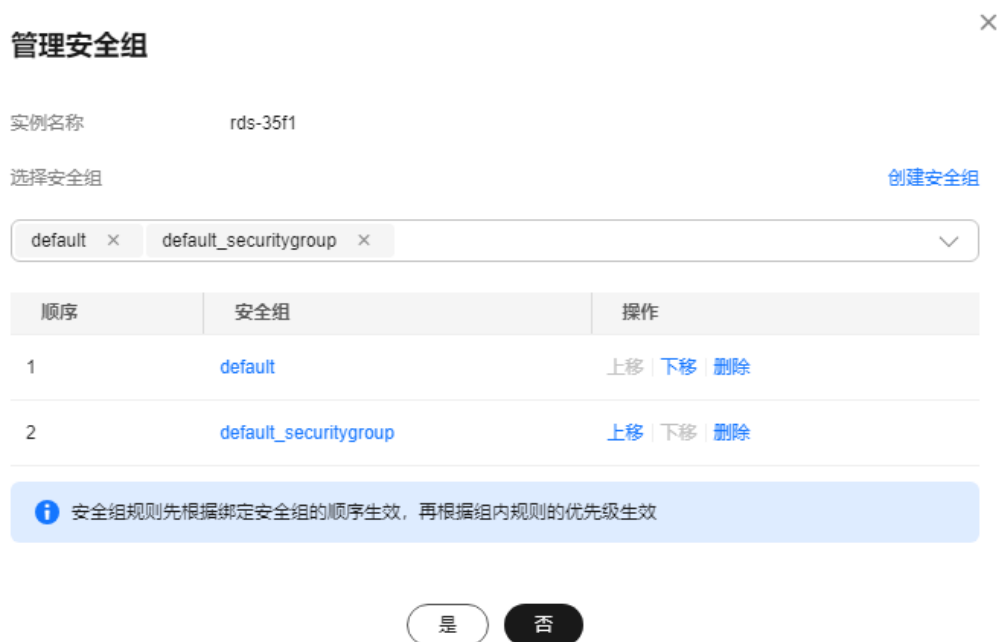 管理安全组
实例名称 rds-35f1
选择安全组 创建安全组
default default_securitygroup
顺序 安全组 操作
1 default 上移 下移 删除
2 default_securitygroup 上移 下移 删除
安全组规则先根据绑定安全组的顺序生效，再根据组内规则的优先级生效
是 否